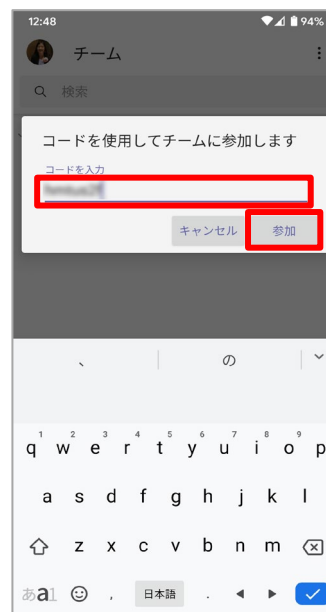 12:48 94%
チーム
検索
コードを使用してチームに参加します
コードを入力
キャンセル 参加
、 の
1 2 3 4 5 6 7 8 9
q w e r t y u i o p
a s d f g h j k l
z x c v b n m
あa1 , 日本語 .